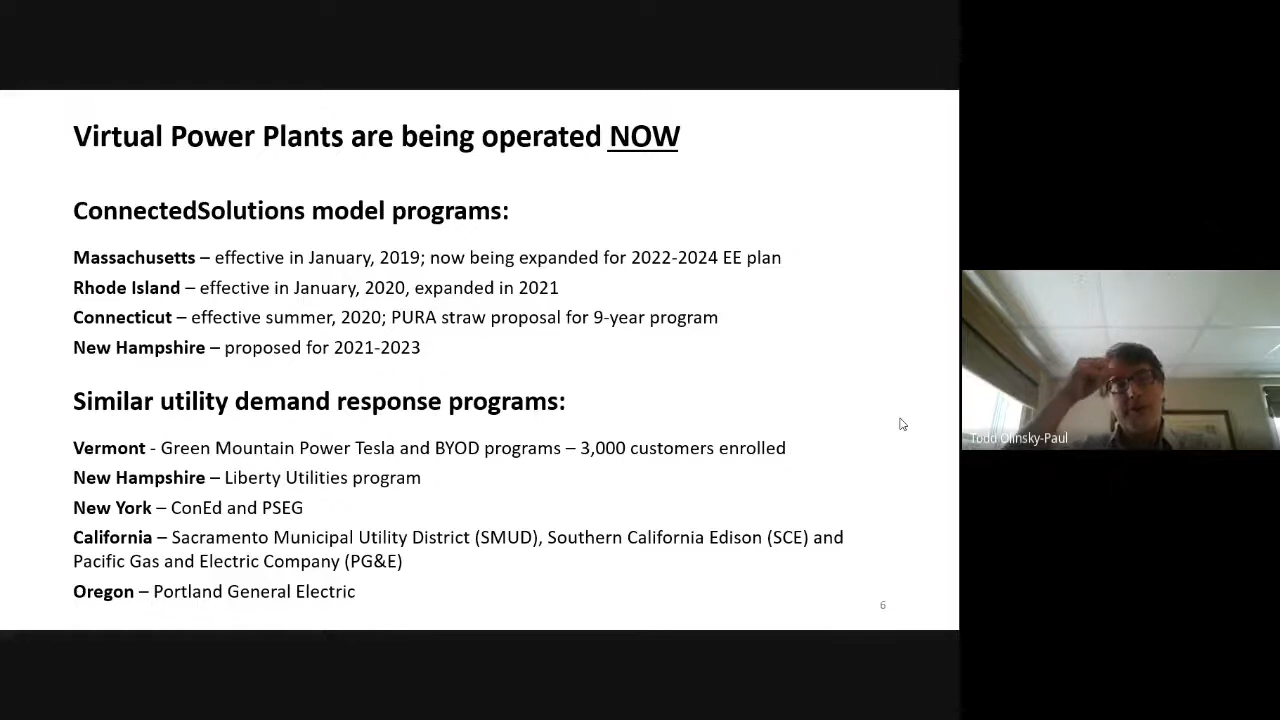 Virtual Power Plants are being operated NOW
ConnectedSolutions model programs:
Massachusetts – effective in January, 2019; now being expanded for 2022-2024 EE plan
Rhode Island – effective in January, 2020, expanded in 2021
Connecticut – effective summer, 2020; PURA straw proposal for 9-year program
New Hampshire – proposed for 2021-2023
Similar utility demand response programs:
Vermont - Green Mountain Power Tesla and BYOD programs – 3,000 customers enrolled
New Hampshire – Liberty Utilities program
New York – ConEd and PSEG
California – Sacramento Municipal Utility District (SMUD), Southern California Edison (SCE) and
Pacific Gas and Electric Company (PG&E)
Oregon – Portland General Electric
6
Todd Olinsky-Paul